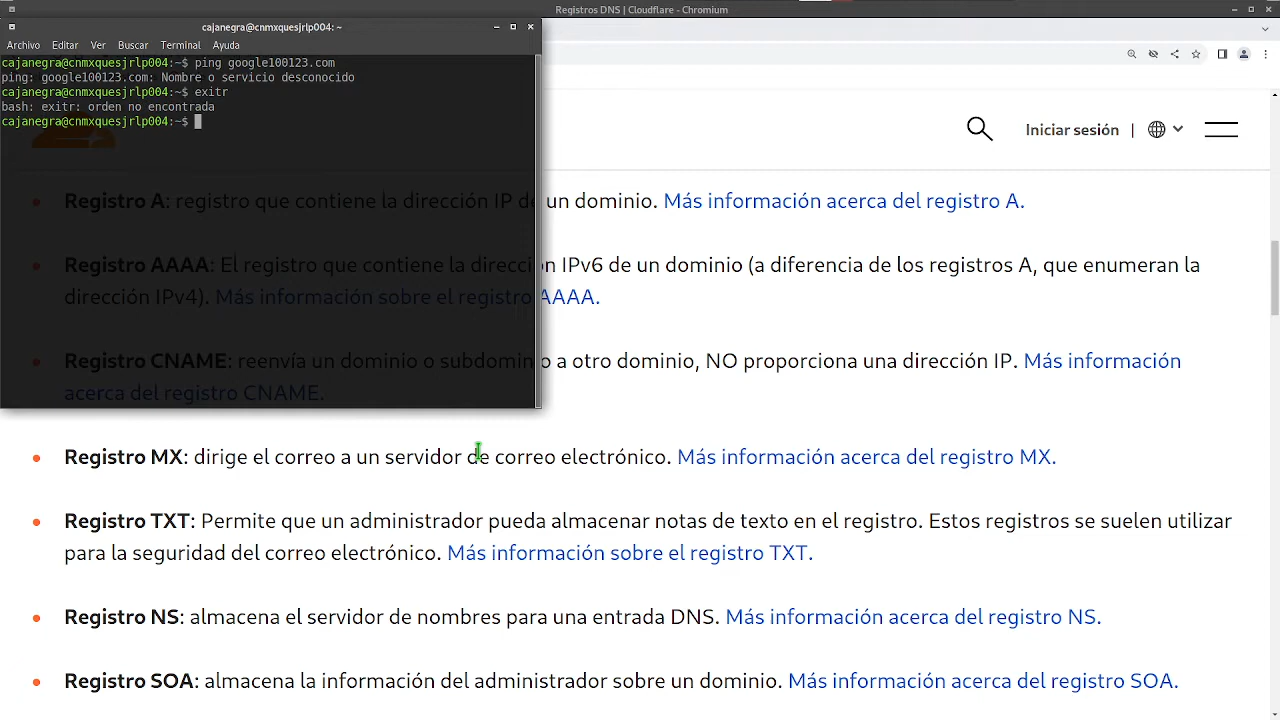 Registros DNS | Cloudflare - Chromium
cajanegra@cnmxquesjrlp004: ~
Archivo Editar Ver Buscar Terminal Ayuda
cajanegra@cnmxquesjrlp004:~$ ping google100123.com
ping: google100123.com: Nombre o servicio desconocido
cajanegra@cnmxquesjrlp004:~$ exitr
bash: exitr: orden no encontrada
cajanegra@cnmxquesjrlp004:~$
Iniciar sesión |
Registro A: registro que contiene la dirección IP de un dominio. Más información acerca del registro A.
Registro AAAA: El registro que contiene la dirección IPv6 de un dominio (a diferencia de los registros A, que enumeran la
dirección IPv4). Más información sobre el registro AAAA.
Registro CNAME: reenvía un dominio o subdominio a otro dominio, NO proporciona una dirección IP. Más información
acerca del registro CNAME.
Registro MX: dirige el correo a un servidor de correo electrónico. Más información acerca del registro MX.
Registro TXT: Permite que un administrador pueda almacenar notas de texto en el registro. Estos registros se suelen utilizar
para la seguridad del correo electrónico. Más información sobre el registro TXT.
Registro NS: almacena el servidor de nombres para una entrada DNS. Más información acerca del registro NS.
Registro SOA: almacena la información del administrador sobre un dominio. Más información acerca del registro SOA.